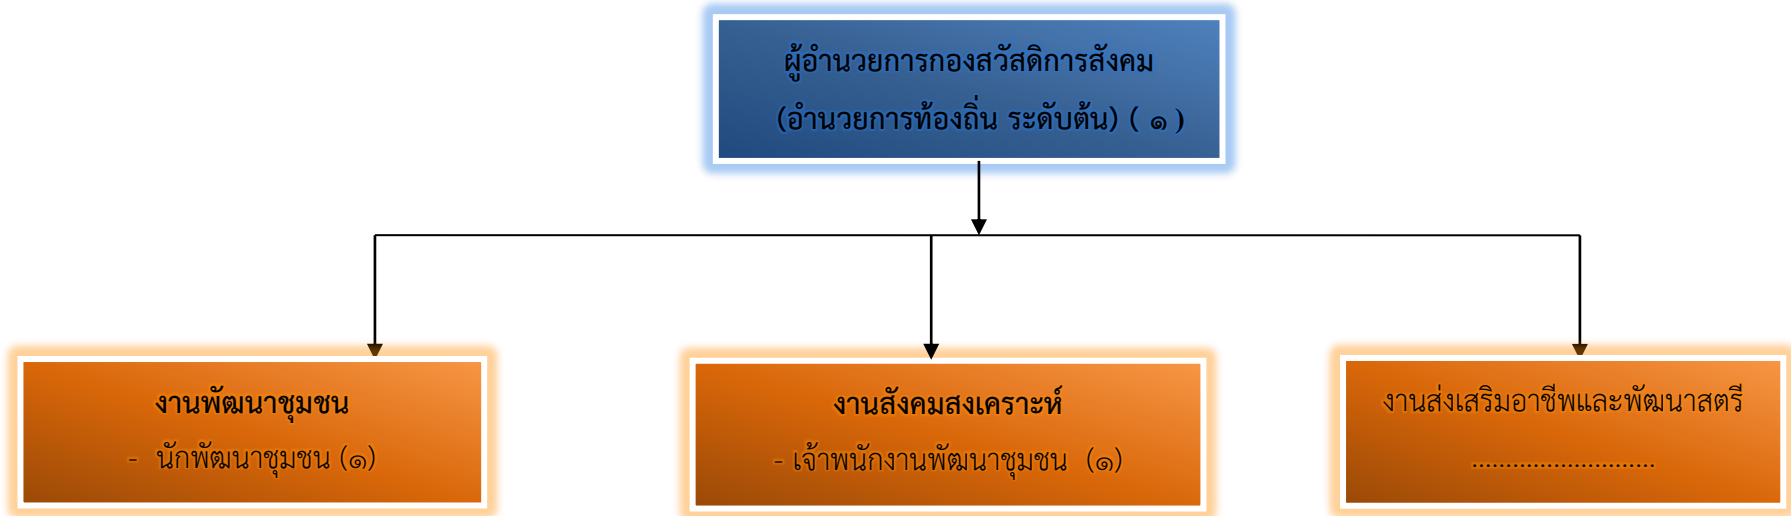 ผู้อำนวยการกองสวัสดิการสังคม
(อำนวยการท้องถิ่น ระดับต้น) ( ๑ )
งานพัฒนาชุมชน
- นักพัฒนาชุมชน (๑)
งานสังคมสงเคราะห์
- เจ้าพนักงานพัฒนาชุมชน (๑)
งานส่งเสริมอาชีพและพัฒนาสตรี
...........................